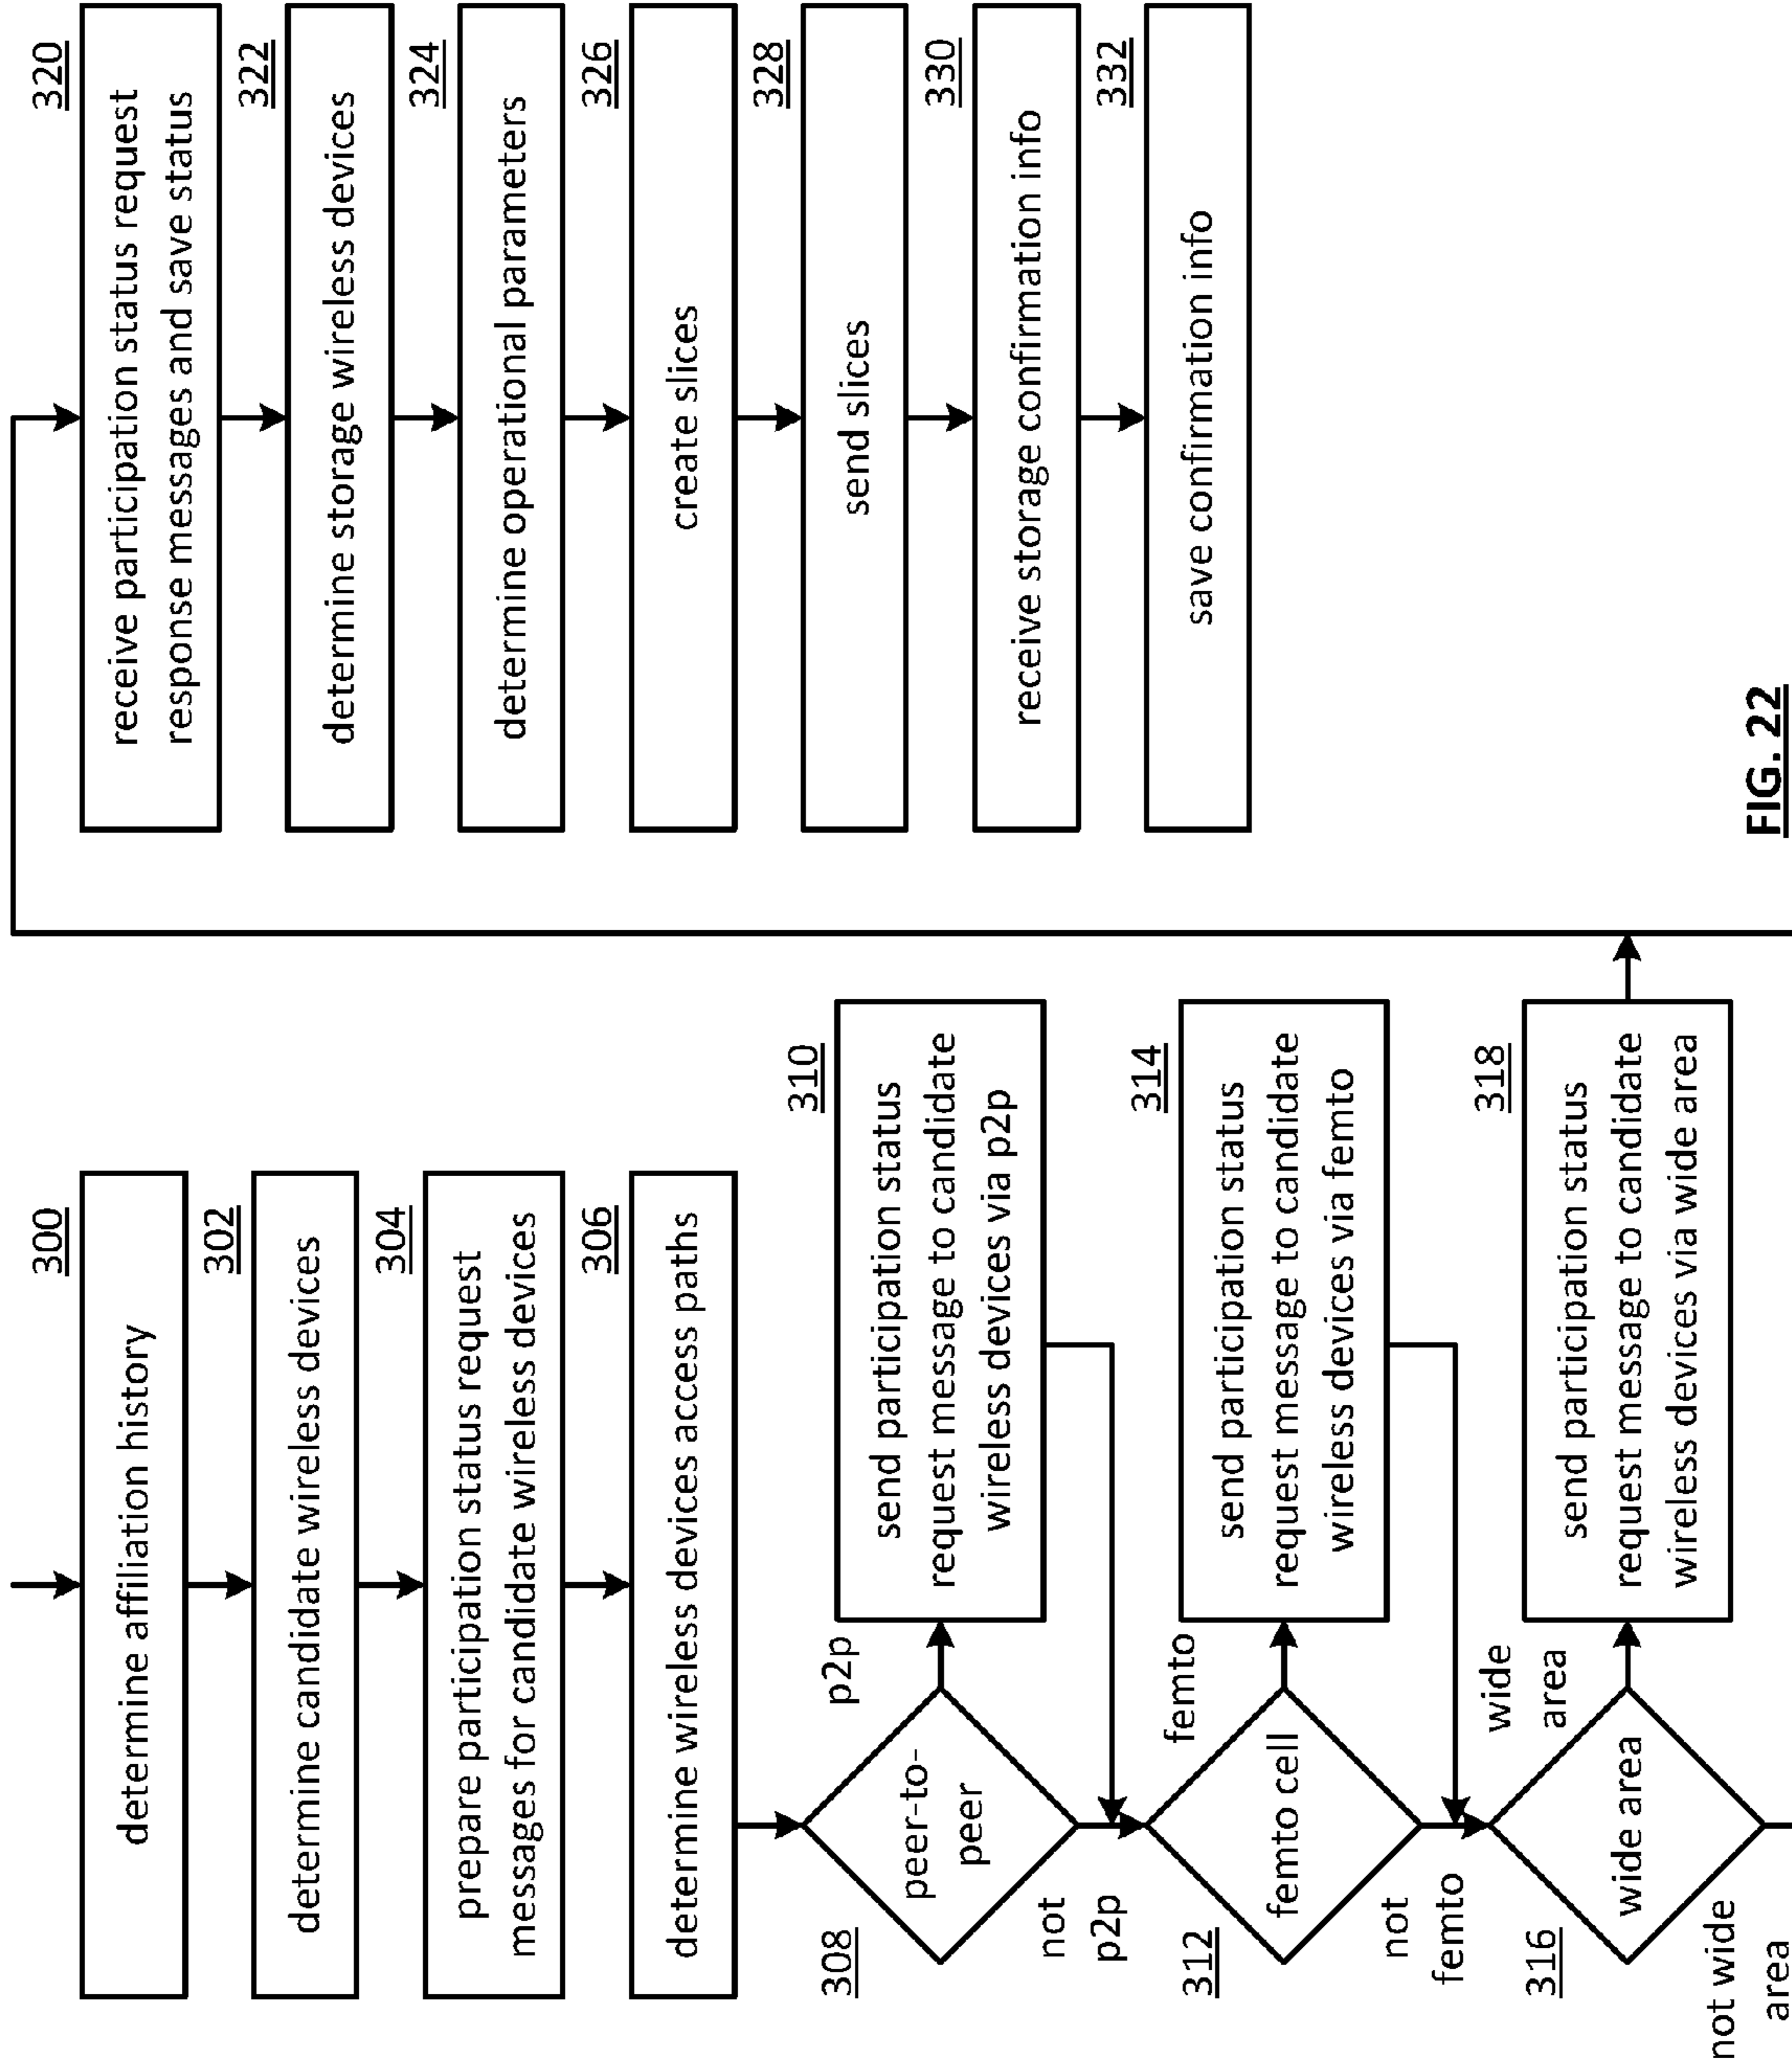 300
determine affiliation history
302
determine candidate wireless devices
304
prepare participation status request
messages for candidate wireless devices
306
determine wireless devices access paths
308
peer-to-
peer
p2p
not
p2p
310
send participation status
request message to candidate
wireless devices via p2p
312
femto cell
femto
not
femto
314
send participation status
request message to candidate
wireless devices via femto
316
wide area
wide
area
not wide
area
318
send participation status
request message to candidate
wireless devices via wide area
320
receive participation status request
response messages and save status
322
determine storage wireless devices
324
determine operational parameters
326
create slices
328
send slices
330
receive storage confirmation info
332
save confirmation info
FIG. 22